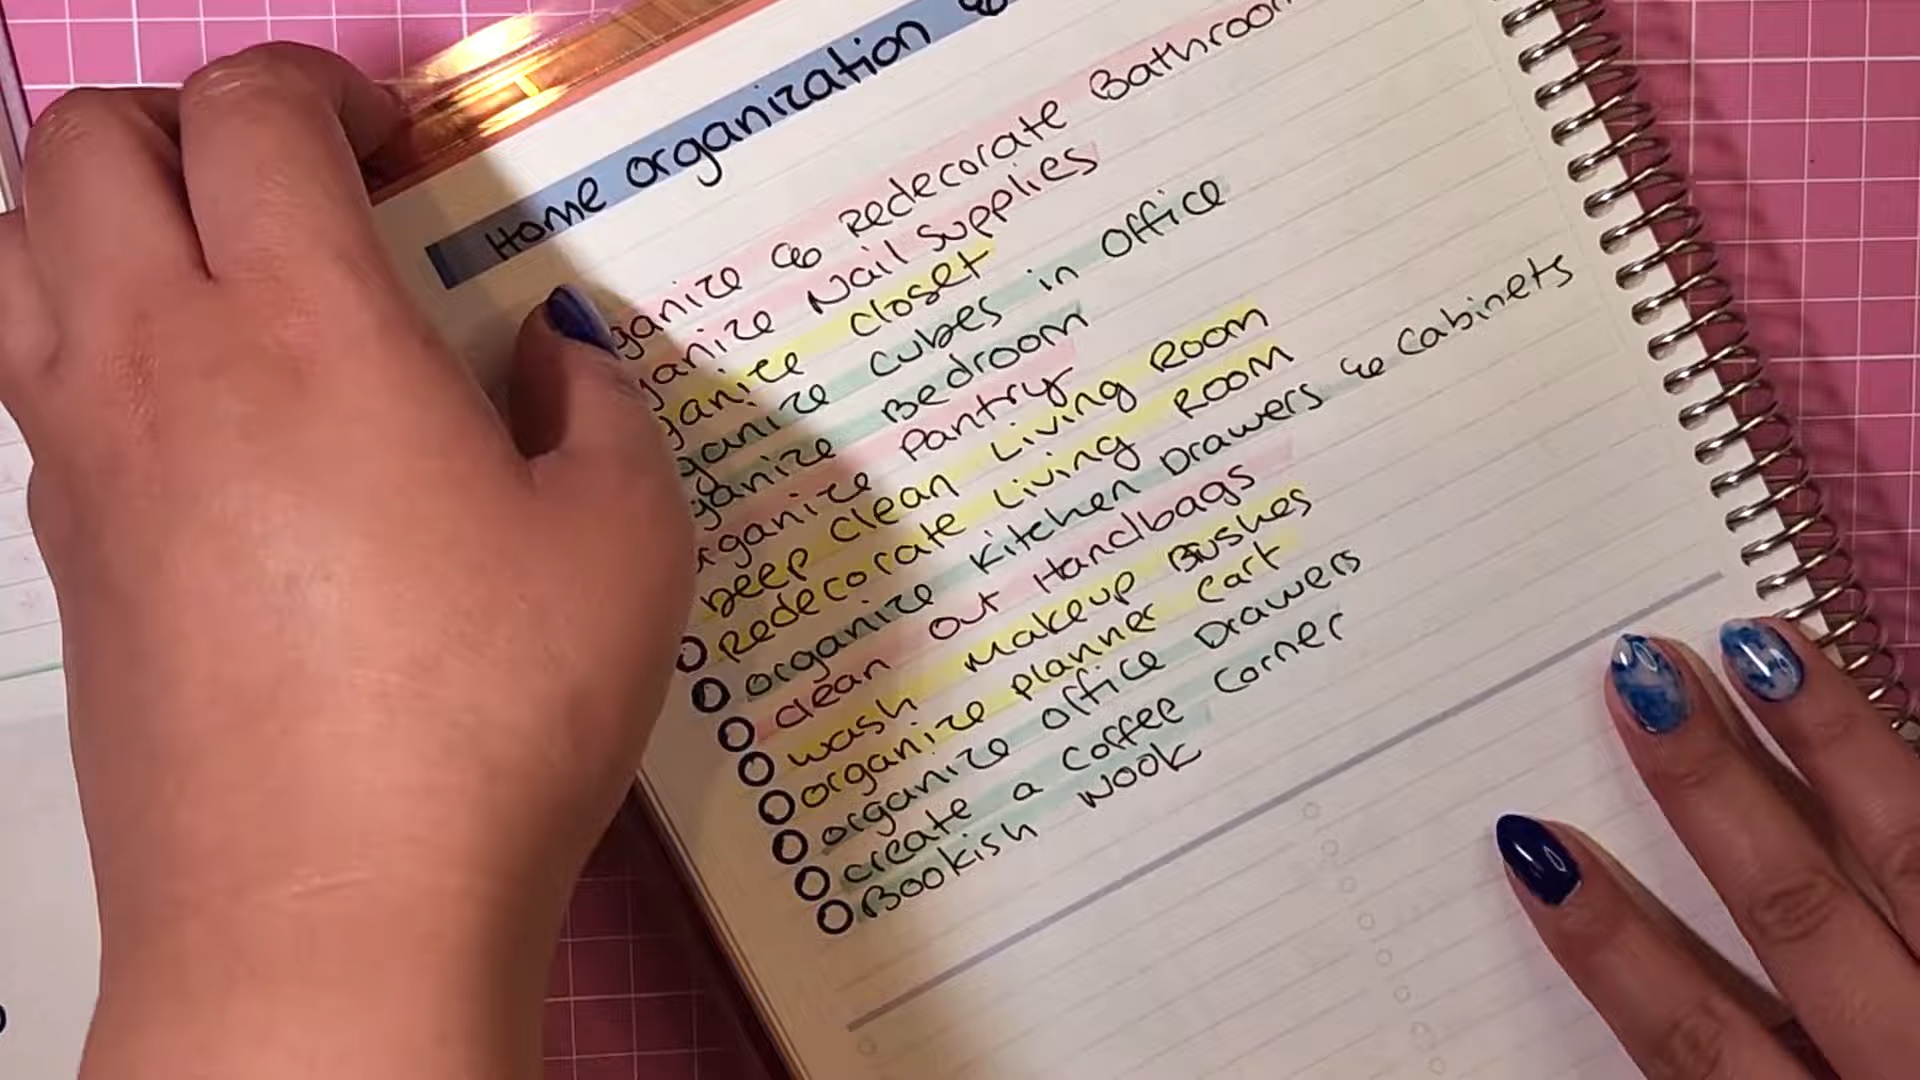 Home organization &
ganize & Redecorate Bathroom
ganize Nail Supplies
ganize closet
ganize cubes in office
ganize Bedroom
rganize Pantry
Deep clean Living Room
Redecorate Living Room
organize kitchen Drawers & Cabinets
clean out Handbags
wash makeup Bushes
organize planner cart
organize office Drawers
create a coffee corner
Bookish Nook